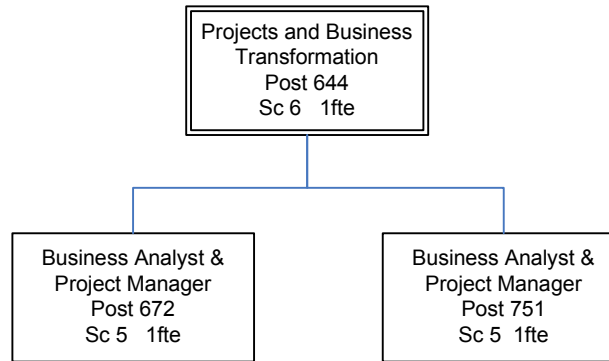 Projects and Business
Transformation
Post 644
Sc 6   1fte
Business Analyst &
Project Manager
Post 672
Sc 5   1fte
Business Analyst &
Project Manager
Post 751
Sc 5  1fte